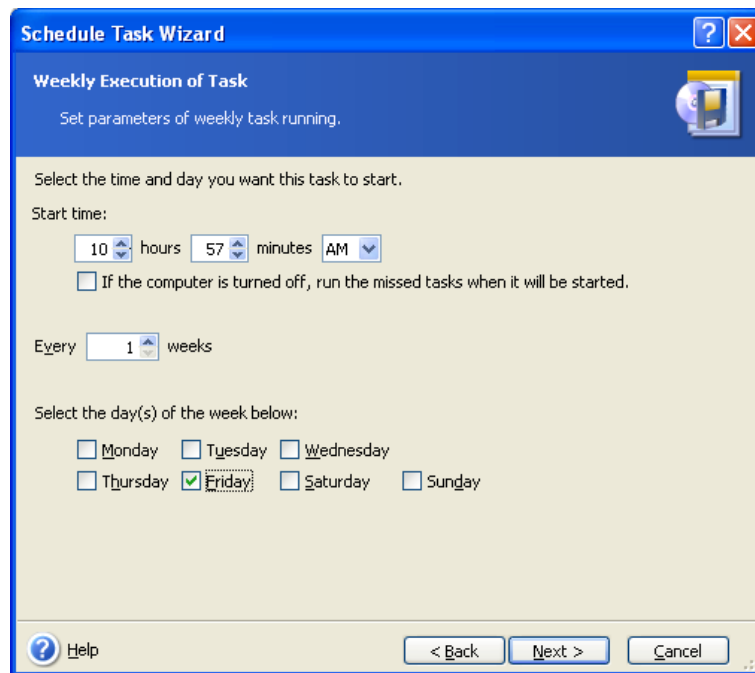 Schedule Task Wizard
Weekly Execution of Task
Set parameters of weekly task running.
Select the time and day you want this task to start.
Start time:
10 hours 57 minutes AM
If the computer is turned off, run the missed tasks when it will be started.
Every 1 weeks
Select the day(s) of the week below:
Monday Tuesday Wednesday
Thursday Friday Saturday Sunday
? Help < Back Next > Cancel